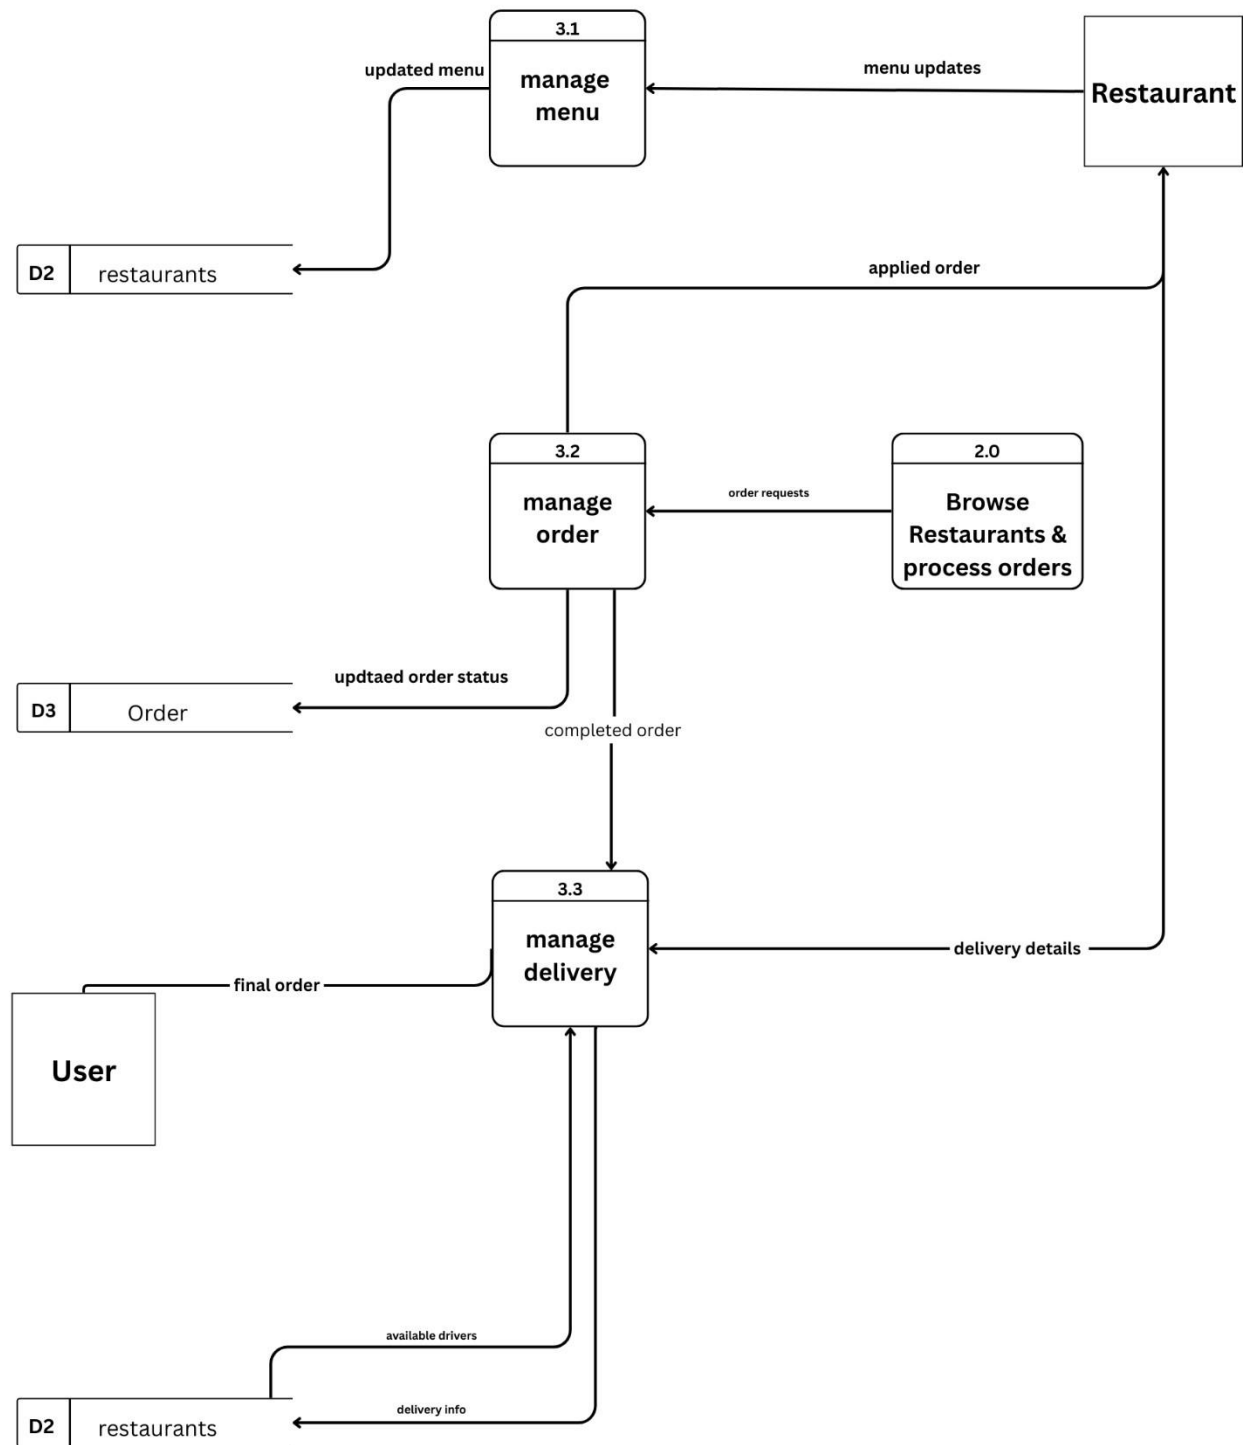 3.1
manage
menu
updated menu
menu updates
Restaurant
D2
restaurants
applied order
3.2
manage
order
order requests
2.0
Browse
Restaurants &
process orders
updtaed order status
D3
Order
completed order
3.3
manage
delivery
delivery details
final order
User
available drivers
delivery info
D2
restaurants